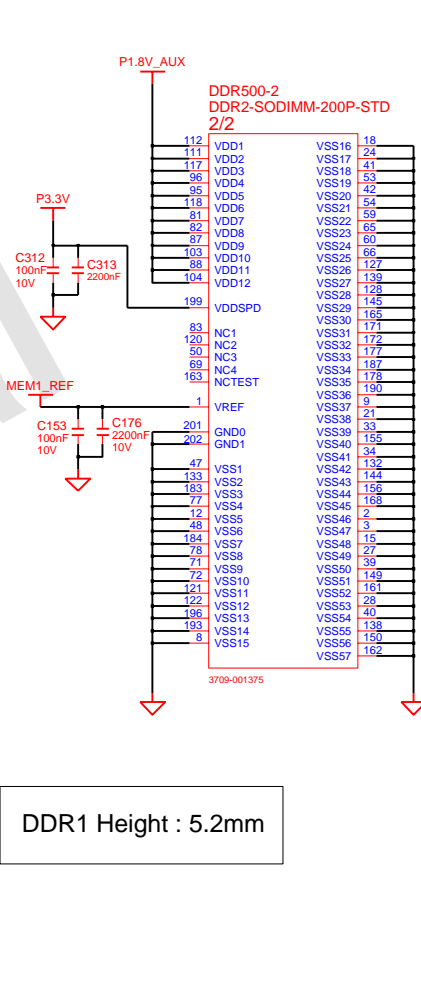 P1.8V_AUX
DDR500-2
DDR2-SODIMM-200P-STD
2/2
112 VDD1
111 VDD2
117 VDD3
96 VDD4
95 VDD5
118 VDD6
81 VDD7
82 VDD8
87 VDD9
103 VDD10
88 VDD11
104 VDD12
199 VDDSPD
83 NC1
120 NC2
50 NC3
69 NC4
163 NCTEST
1 VREF
201 GND0
202 GND1
47 VSS1
133 VSS2
183 VSS3
77 VSS4
12 VSS5
48 VSS6
184 VSS7
78 VSS8
71 VSS9
72 VSS10
121 VSS11
122 VSS12
196 VSS13
193 VSS14
8 VSS15
VSS16 18
VSS17 24
VSS18 41
VSS19 53
VSS20 42
VSS21 54
VSS22 59
VSS23 65
VSS24 60
VSS25 66
VSS26 127
VSS27 139
VSS28 128
VSS29 145
VSS30 165
VSS31 171
VSS32 172
VSS33 177
VSS34 187
VSS35 178
VSS36 190
VSS37 9
VSS38 21
VSS39 33
VSS40 155
VSS41 34
VSS42 132
VSS43 144
VSS44 156
VSS45 168
VSS46 2
VSS47 3
VSS48 15
VSS49 27
VSS50 39
VSS51 149
VSS52 161
VSS53 28
VSS54 40
VSS55 138
VSS56 150
VSS57 162
P3.3V
C312
100nF
10V
C313
2200nF
MEM1_REF
C153
100nF
10V
C176
2200nF
10V
3709-001375
DDR1 Height : 5.2mm